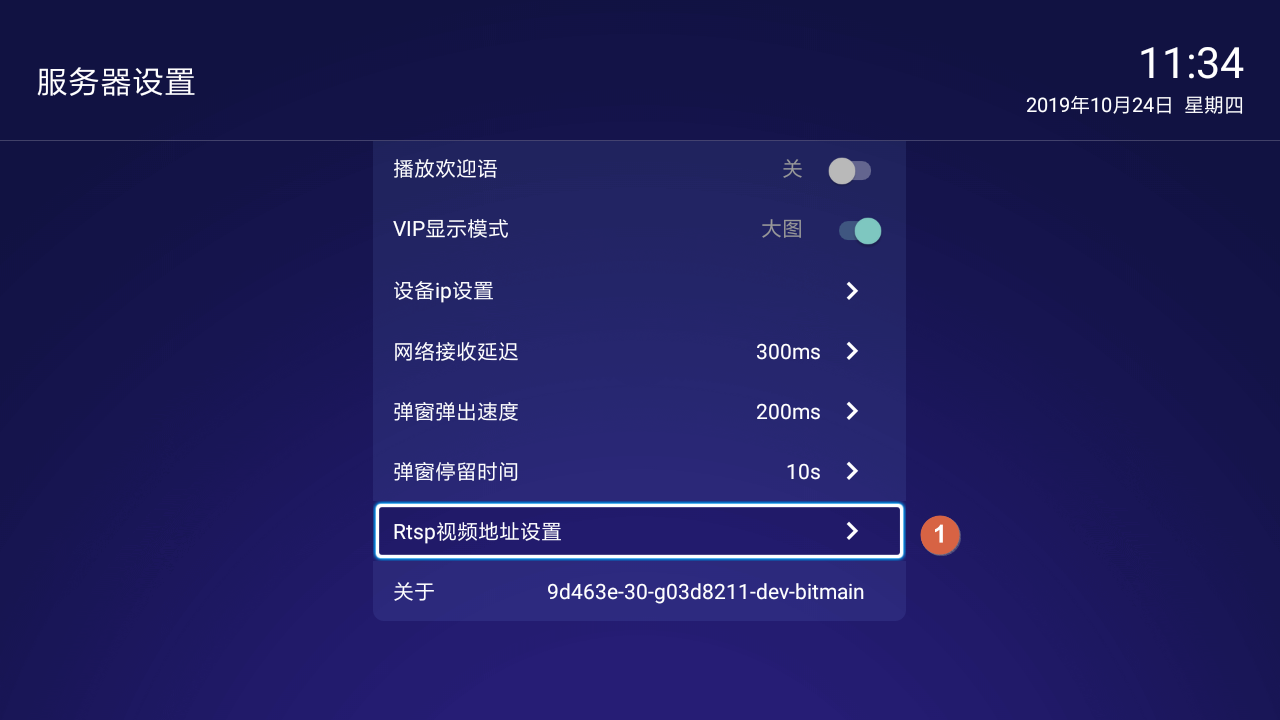 服务器设置
11:34
2019年10月24日 星期四
播放欢迎语 关
VIP显示模式 大图
设备ip设置
网络接收延迟 300ms
弹窗弹出速度 200ms
弹窗停留时间 10s
Rtsp视频地址设置
1
关于 9d463e-30-g03d8211-dev-bitmain